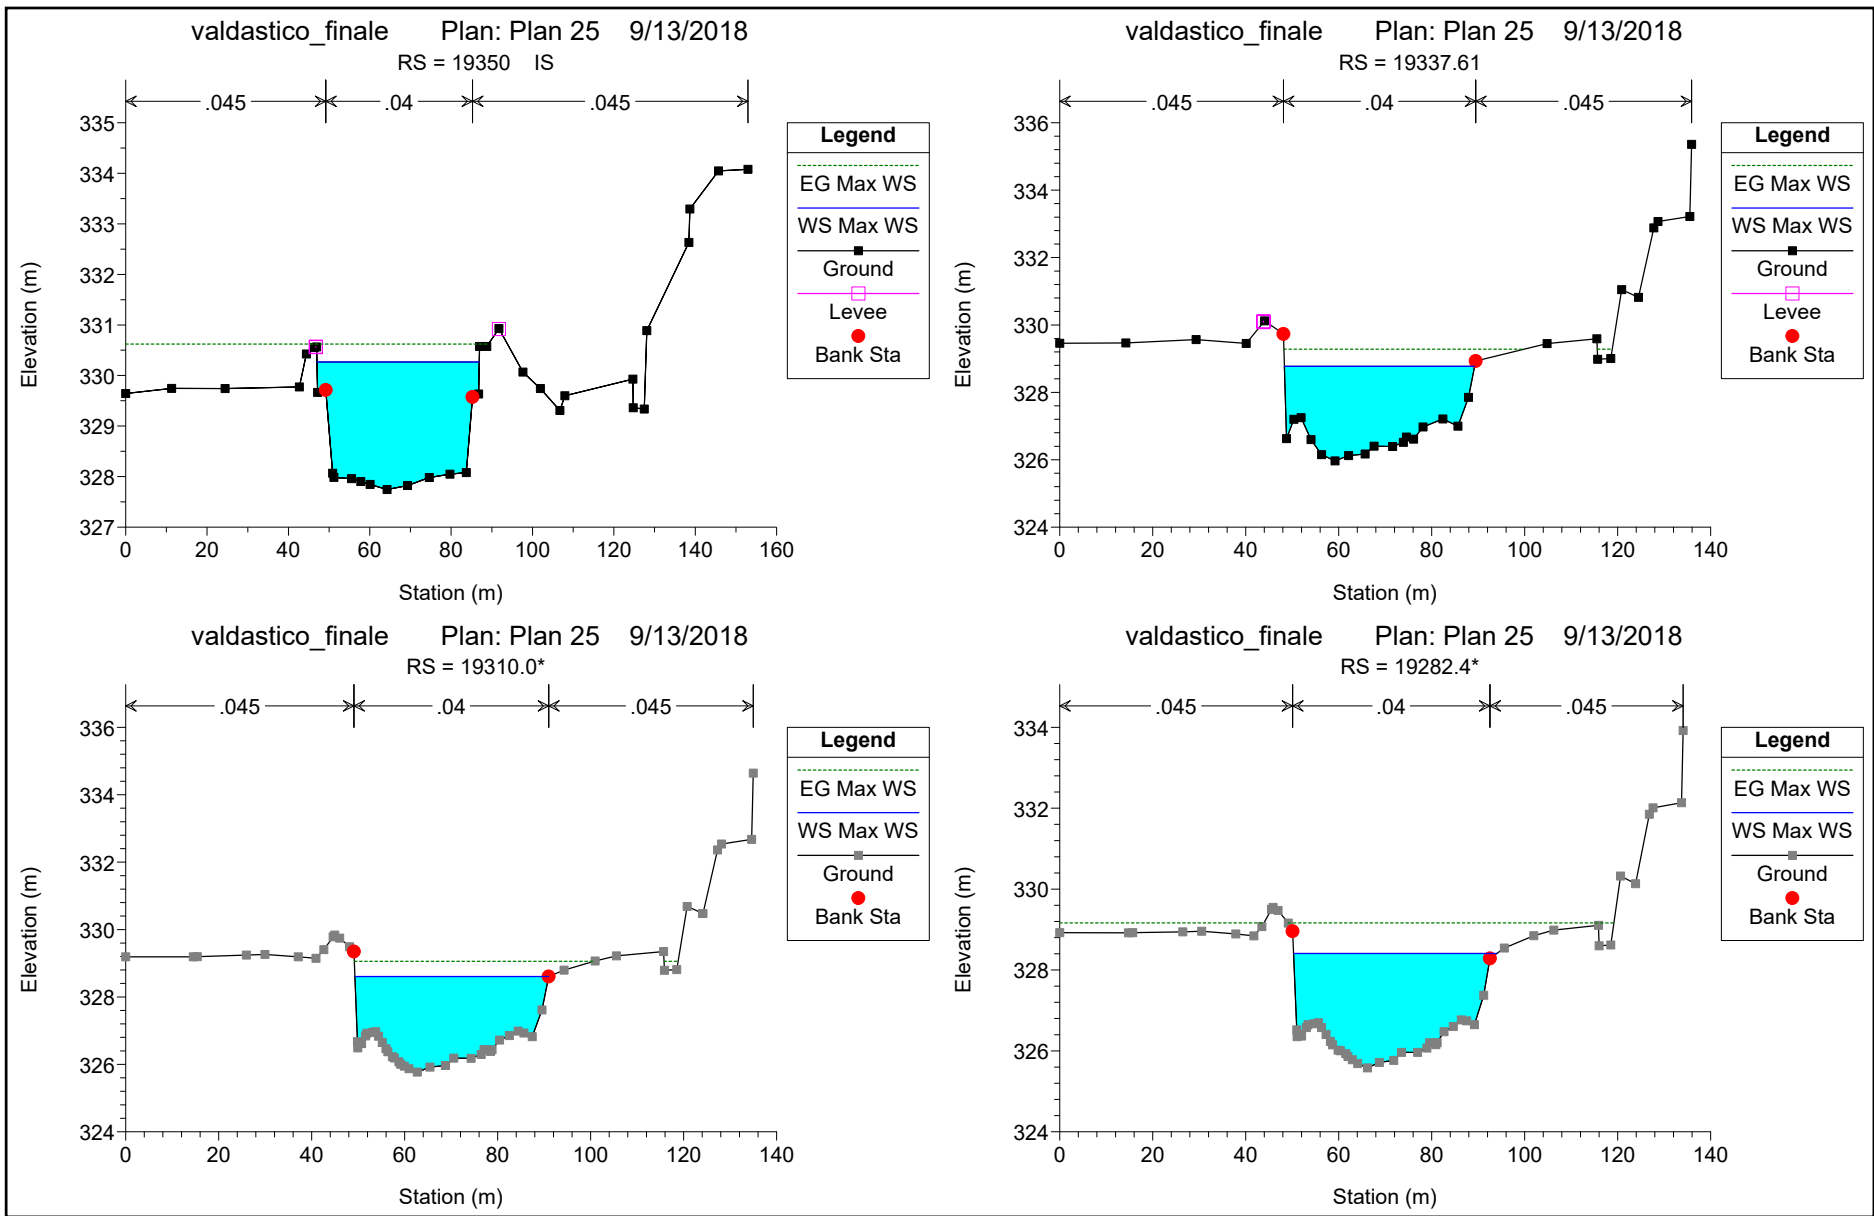 valdastico_finale Plan: Plan 25 9/13/2018
RS = 19350 IS
.045 .04 .045
335
334
333
332
331
330
329
328
327
Elevation (m)
0 20 40 60 80 100 120 140 160
Station (m)
Legend
EG Max WS
WS Max WS
Ground
Levee
Bank Sta
valdastico_finale Plan: Plan 25 9/13/2018
RS = 19337.61
.045 .04 .045
336
334
332
330
328
326
324
Elevation (m)
0 20 40 60 80 100 120 140
Station (m)
Legend
EG Max WS
WS Max WS
Ground
Levee
Bank Sta
valdastico_finale Plan: Plan 25 9/13/2018
RS = 19310.0*
.045 .04 .045
336
334
332
330
328
326
324
Elevation (m)
0 20 40 60 80 100 120 140
Station (m)
Legend
EG Max WS
WS Max WS
Ground
Bank Sta
valdastico_finale Plan: Plan 25 9/13/2018
RS = 19282.4*
.045 .04 .045
334
332
330
328
326
324
Elevation (m)
0 20 40 60 80 100 120 140
Station (m)
Legend
EG Max WS
WS Max WS
Ground
Bank Sta